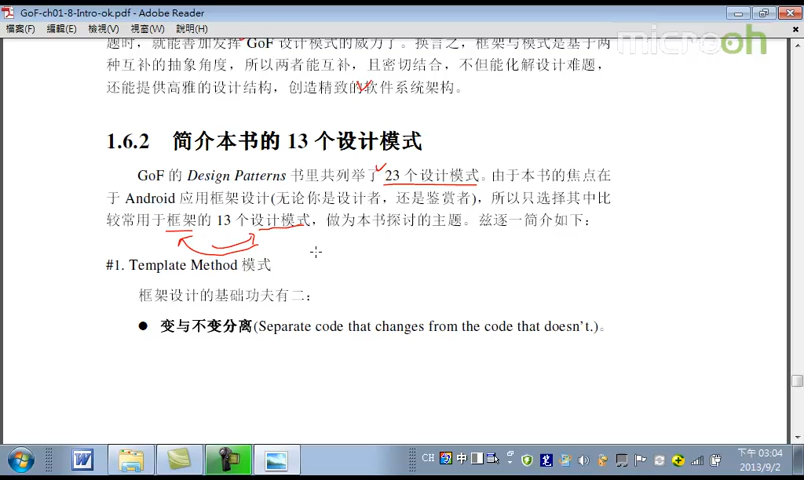 GoF-ch01-8-Intro-ok.pdf - Adobe Reader
檔案(F) 編輯(E) 檢視(V) 視窗(W) 說明(H)
microoh
题时，就能善加发挥 GoF 设计模式的威力了。换言之，框架与模式是基于两
种互补的抽象角度，所以两者能互补，且密切结合，不但能化解设计难题，
还能提供高雅的设计结构，创造精致的软件系统架构。
1.6.2 简介本书的 13 个设计模式
GoF 的 Design Patterns 书里共列举了 23 个设计模式。由于本书的焦点在
于 Android 应用框架设计(无论你是设计者，还是鉴赏者)，所以只选择其中比
较常用于框架的 13 个设计模式，做为本书探讨的主题。兹逐一简介如下：
#1. Template Method 模式
框架设计的基础功夫有二：
● 变与不变分离(Separate code that changes from the code that doesn't.)。
CH 中
下午 03:04
2013/9/2